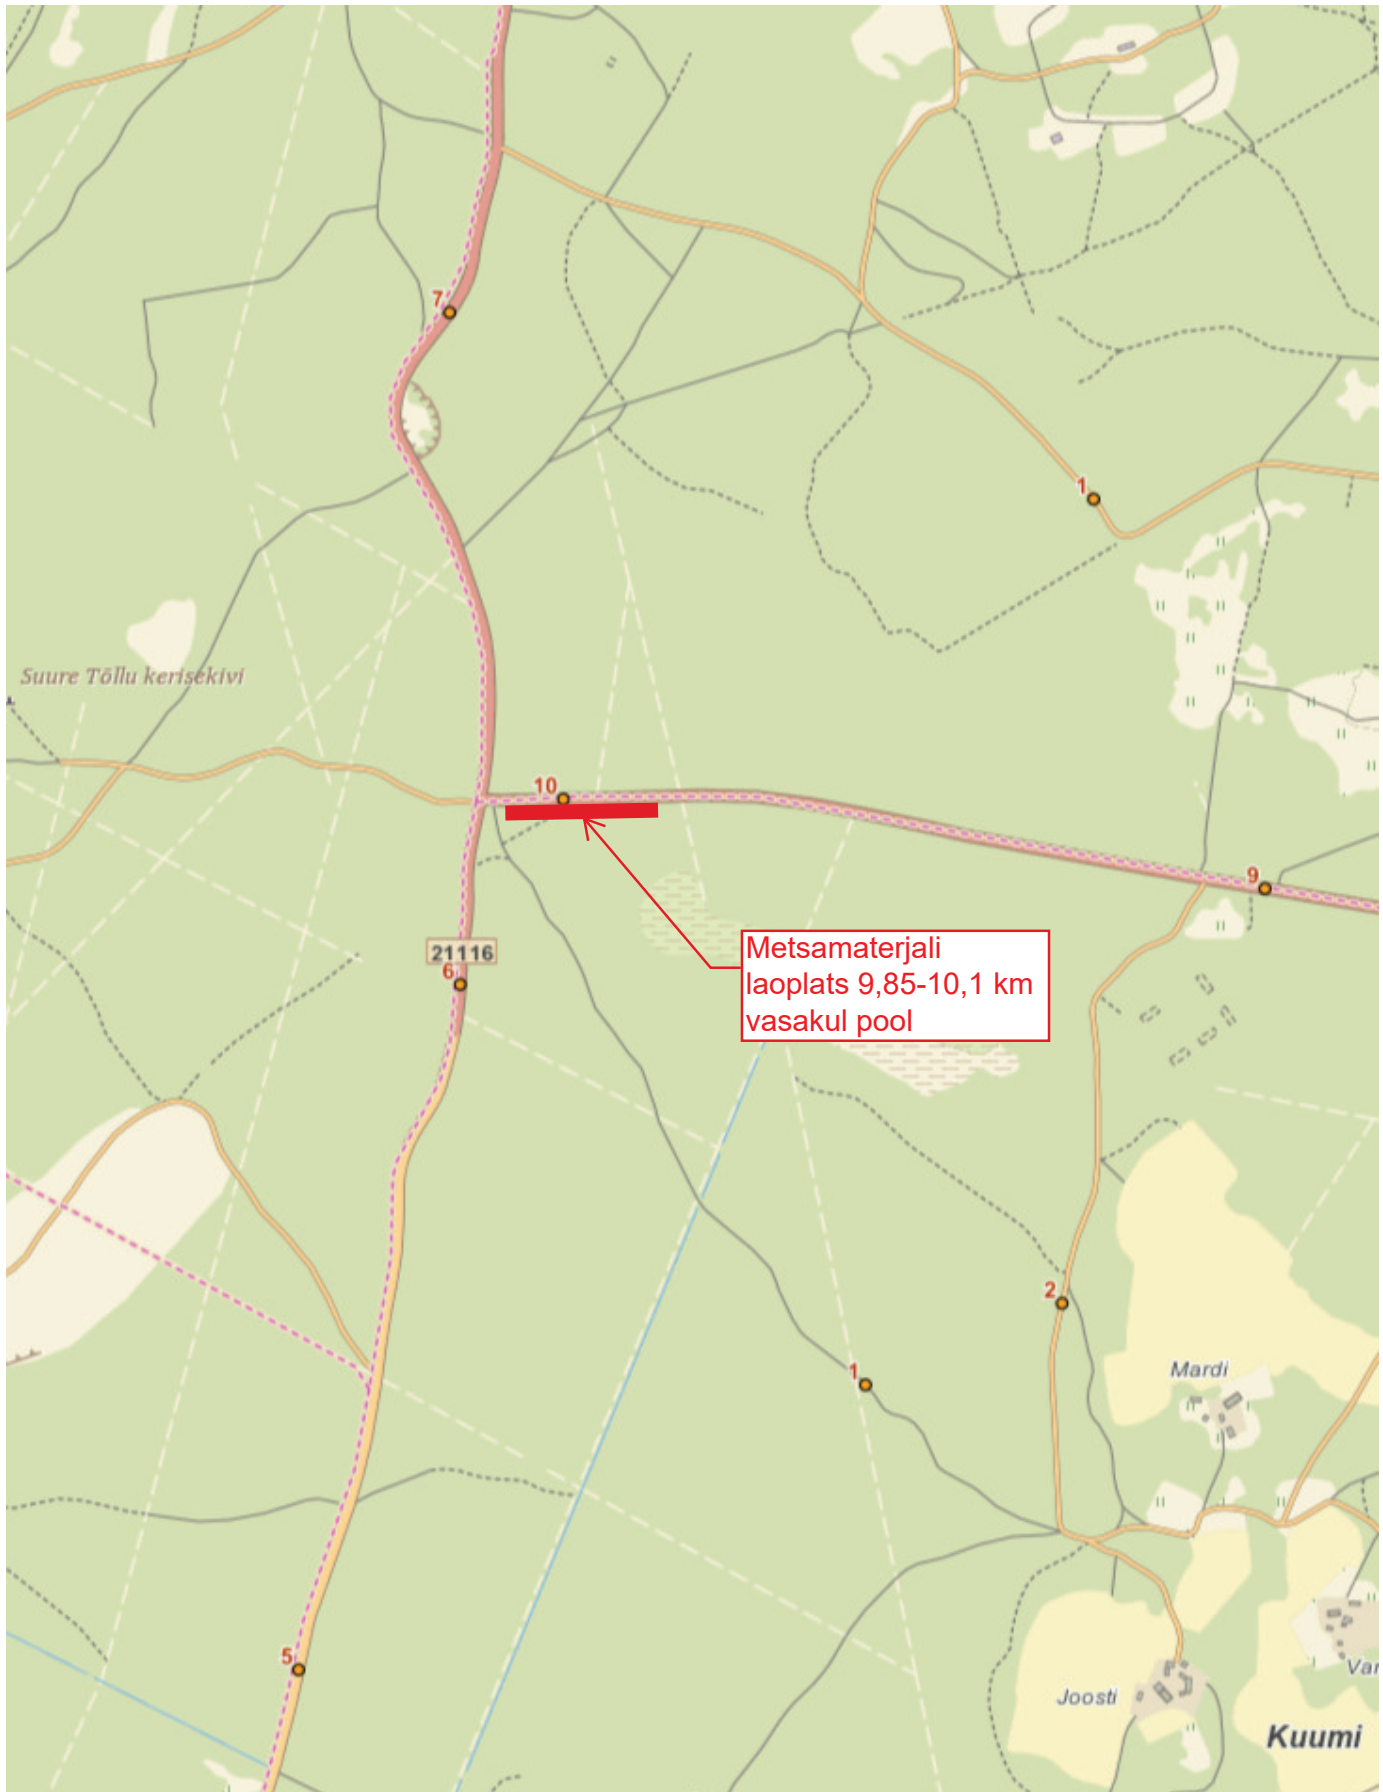 7
1
Suure Tõllu kerisekivi
10
9
21116
6
Metsamaterjali
laoplats 9,85-10,1 km
vasakul pool
2
1
Mardi
5
Joosti
Kuumi